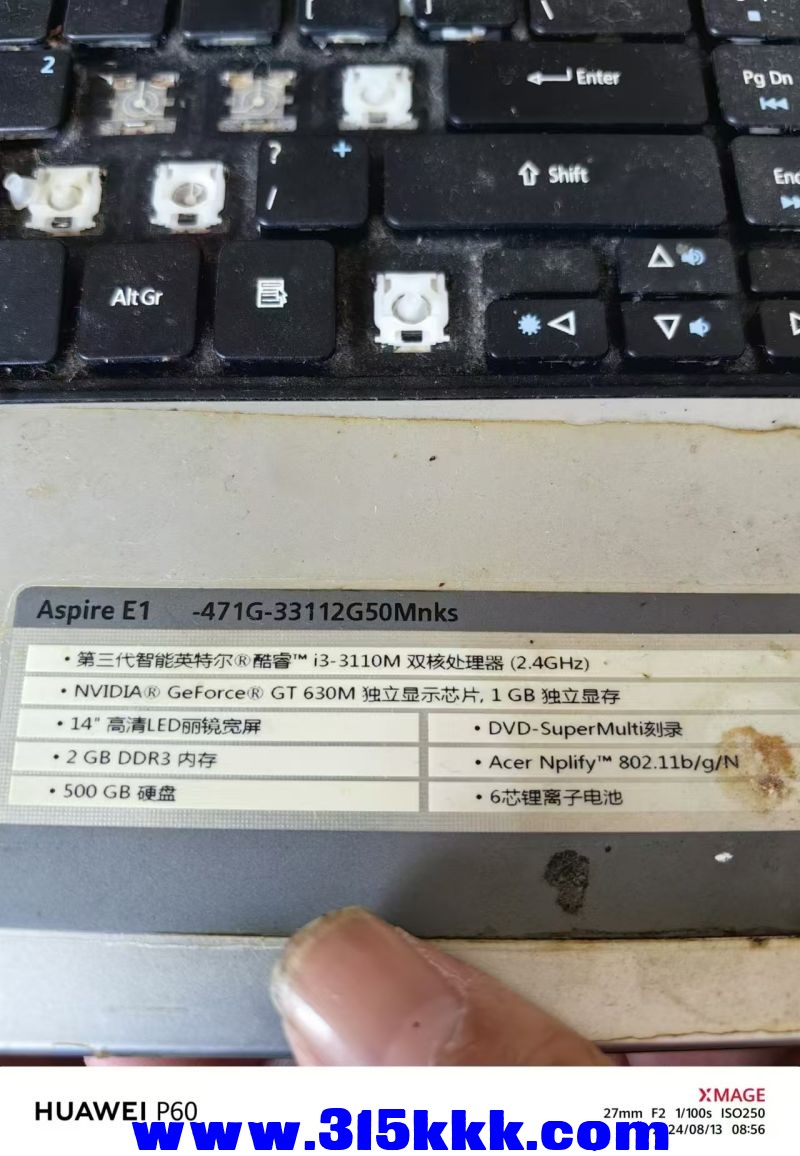 2
Enter
Pg Dn
?
+
/
Shift
End
Alt Gr
Aspire E1 -471G-33112G50Mnks
• 第三代智能英特尔®酷睿™ i3-3110M 双核处理器 (2.4GHz)
• NVIDIA® GeForce® GT 630M 独立显示芯片, 1 GB 独立显存
• 14" 高清LED丽镜宽屏
• DVD-SuperMulti刻录
• 2 GB DDR3 内存
• Acer Nplify™ 802.11b/g/N
• 500 GB 硬盘
• 6芯锂离子电池
XMAGE
HUAWEI P60
27mm F2 1/100s ISO250
24/08/13 08:56
www.315kkk.com